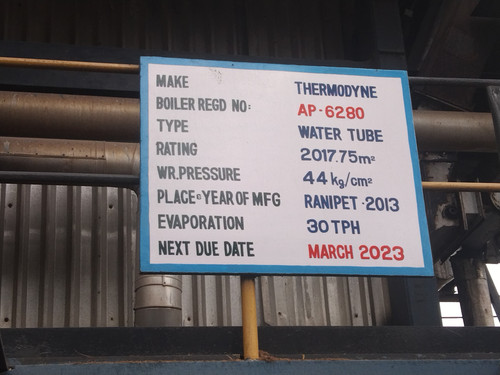 MAKE THERMODYNE
BOILER REGD NO: AP-6280
TYPE WATER TUBE
RATING 2017.75m²
WR.PRESSURE 44 kg/cm²
PLACE & YEAR OF MFG RANIPET-2013
EVAPORATION 30 TPH
NEXT DUE DATE MARCH 2023